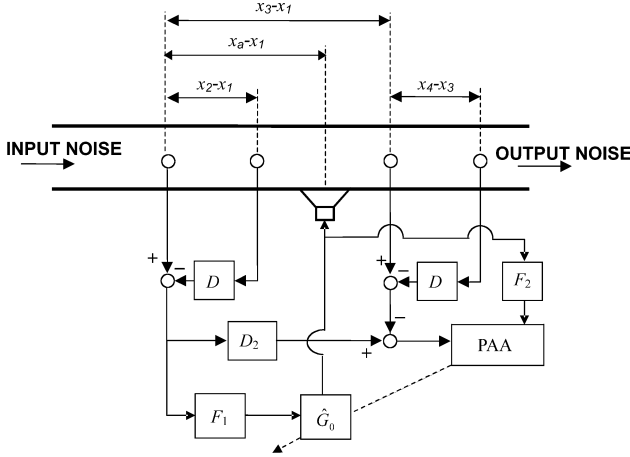 x₃-x₁
xₐ-x₁
x₂-x₁
x₄-x₃
INPUT NOISE
OUTPUT NOISE
+
−
D
+
−
D
F₂
−
D₂
+
PAA
F₁
Ĝ₀